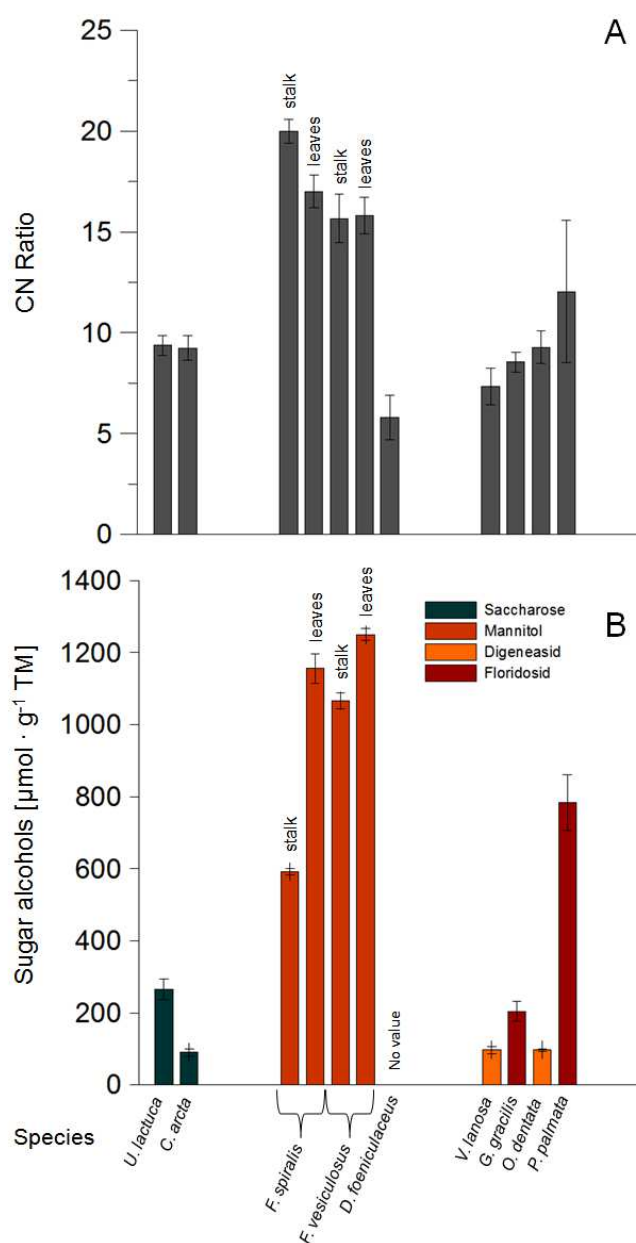 A
25
20
15
10
5
0
CN Ratio
stalk
leaves
stalk
leaves
B
1400
1200
1000
800
600
400
200
0
Sugar alcohols [µmol · g⁻¹ TM]
stalk
leaves
stalk
leaves
No value
Saccharose
Mannitol
Digeneasid
Floridosid
Species
U. lactuca
C. arcta
F. spiralis
F. vesiculosus
D. foeniculaceus
V. lanosa
G. gracilis
O. dentata
P. palmata